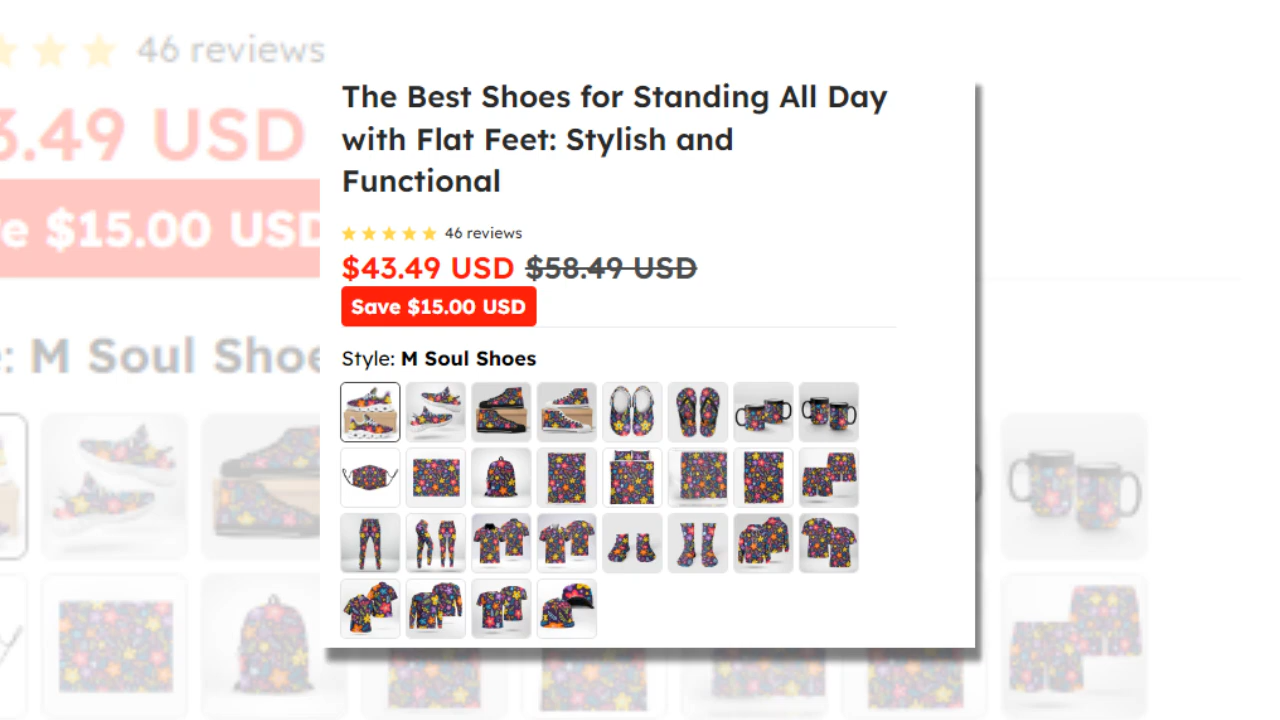 46 reviews
3.49 USD
e $15.00 USD
: M Soul Shoe
The Best Shoes for Standing All Day
with Flat Feet: Stylish and
Functional
46 reviews
$43.49 USD $58.49 USD
Save $15.00 USD
Style: M Soul Shoes